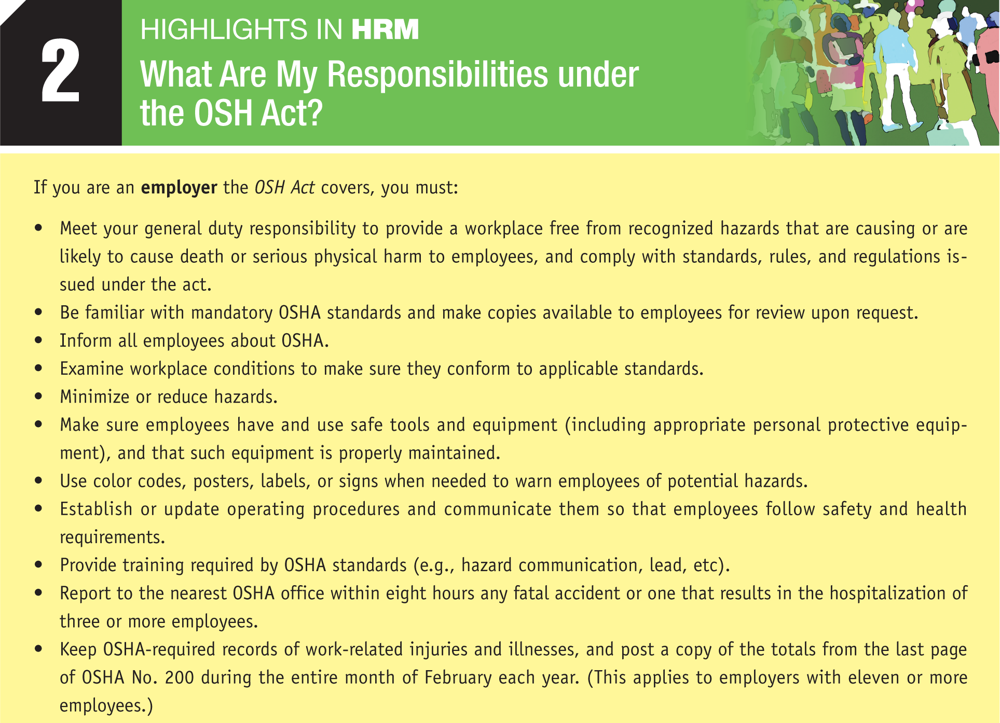 2
HIGHLIGHTS IN HRM
What Are My Responsibilities under
the OSH Act?
If you are an employer the OSH Act covers, you must:
• Meet your general duty responsibility to provide a workplace free from recognized hazards that are causing or are
likely to cause death or serious physical harm to employees, and comply with standards, rules, and regulations is-
sued under the act.
• Be familiar with mandatory OSHA standards and make copies available to employees for review upon request.
• Inform all employees about OSHA.
• Examine workplace conditions to make sure they conform to applicable standards.
• Minimize or reduce hazards.
• Make sure employees have and use safe tools and equipment (including appropriate personal protective equip-
ment), and that such equipment is properly maintained.
• Use color codes, posters, labels, or signs when needed to warn employees of potential hazards.
• Establish or update operating procedures and communicate them so that employees follow safety and health
requirements.
• Provide training required by OSHA standards (e.g., hazard communication, lead, etc).
• Report to the nearest OSHA office within eight hours any fatal accident or one that results in the hospitalization of
three or more employees.
• Keep OSHA-required records of work-related injuries and illnesses, and post a copy of the totals from the last page
of OSHA No. 200 during the entire month of February each year. (This applies to employers with eleven or more
employees.)